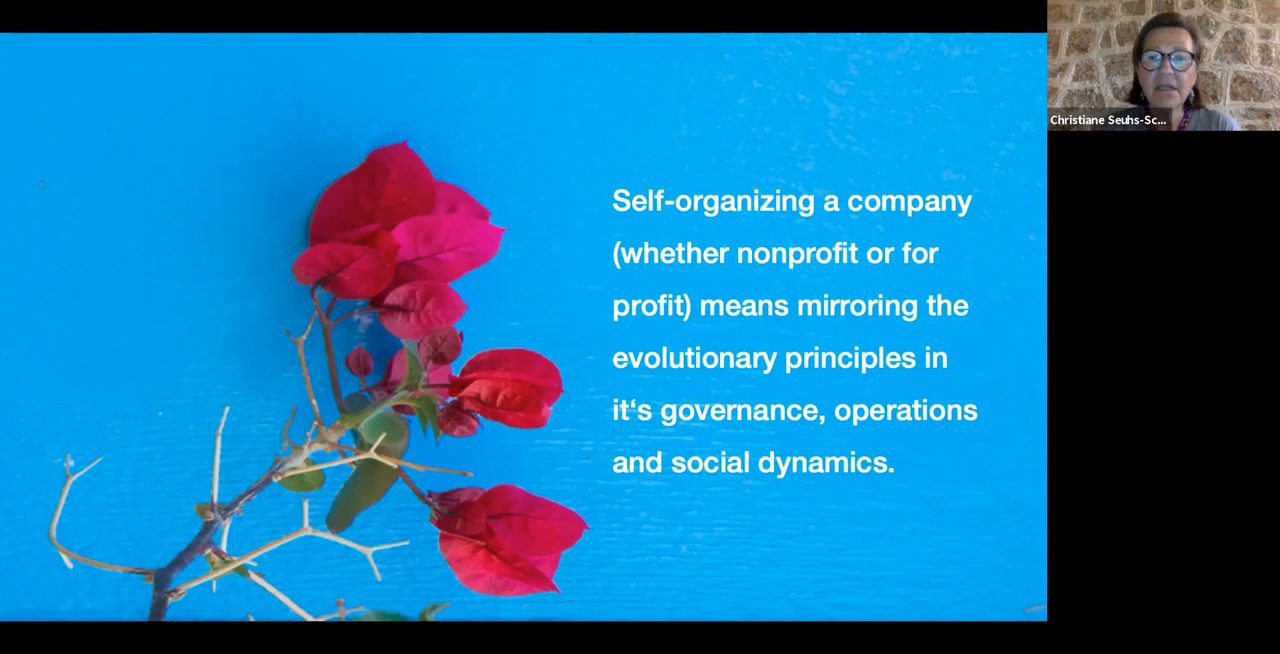 Self-organizing a company
(whether nonprofit or for
profit) means mirroring the
evolutionary principles in
it‘s governance, operations
and social dynamics.
Christiane Seuhs-Sc...